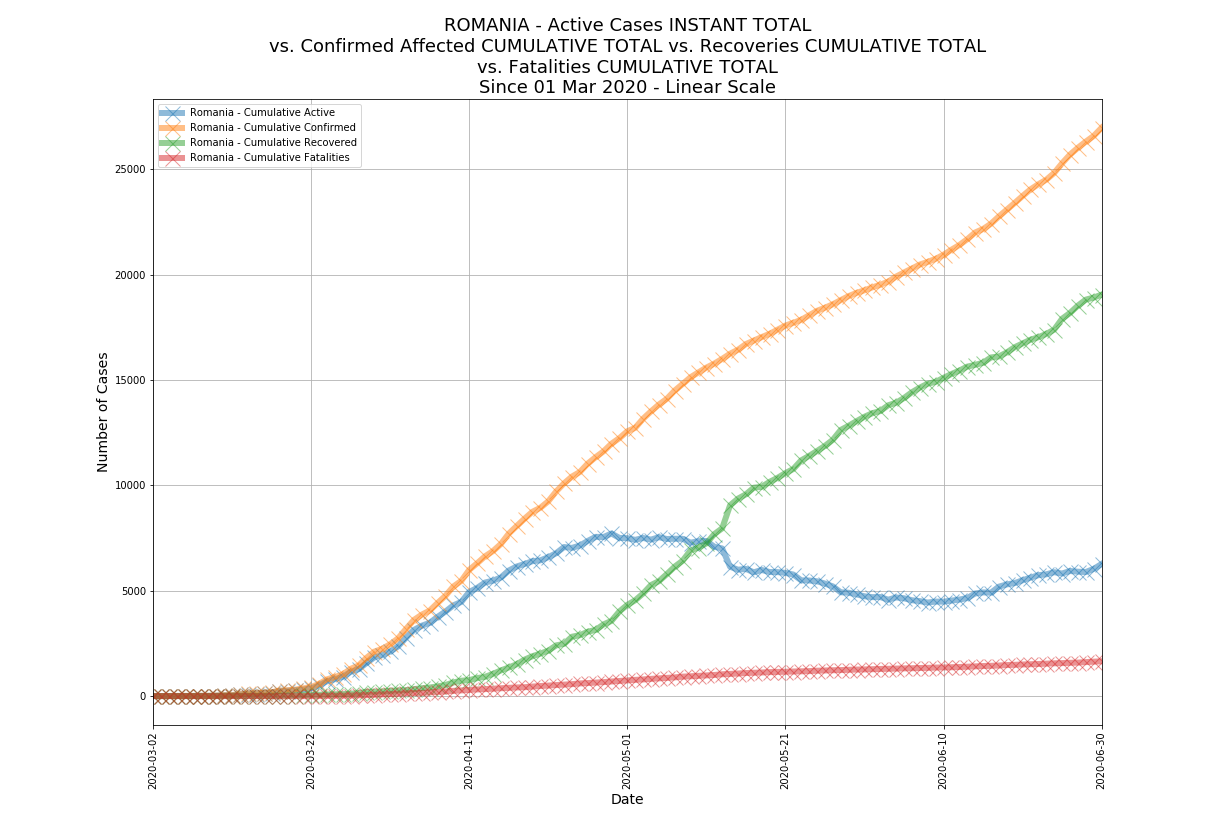 ROMANIA - Active Cases INSTANT TOTAL
vs. Confirmed Affected CUMULATIVE TOTAL vs. Recoveries CUMULATIVE TOTAL
vs. Fatalities CUMULATIVE TOTAL
Since 01 Mar 2020 - Linear Scale
Romania - Cumulative Active
Romania - Cumulative Confirmed
Romania - Cumulative Recovered
Romania - Cumulative Fatalities
Number of Cases
25000
20000
15000
10000
5000
0
2020-03-02
2020-03-22
2020-04-11
2020-05-01
2020-05-21
2020-06-10
2020-06-30
Date